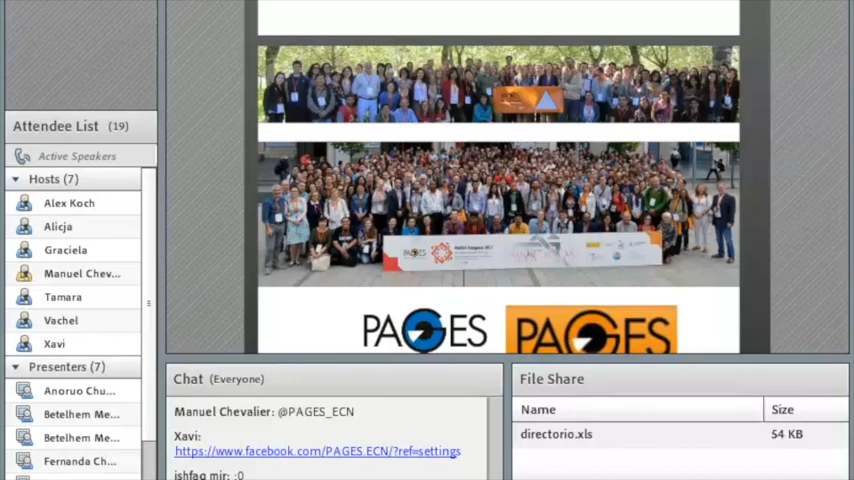 Attendee List (19)
Active Speakers
Hosts (7)
Alex Koch
Alicja
Graciela
Manuel Chev...
Tamara
Vachel
Xavi
Presenters (7)
Anoruo Chu...
Betelhem Me...
Betelhem Me...
Fernanda Ch...
PAGES
PAGES
PAGES
Chat (Everyone)
Manuel Chevalier: @PAGES_ECN
Xavi:
https://www.facebook.com/PAGES.ECN/?ref=settings
ishfaq mir: :0
File Share
Name
Size
directorio.xls
54 KB